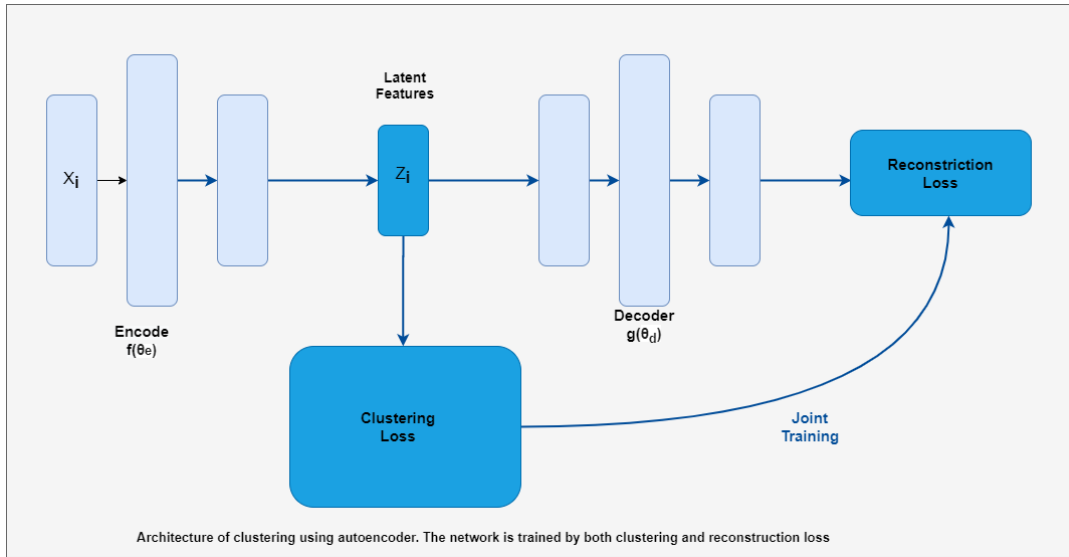 Latent
Features
Xi
Zi
Reconstriction
Loss
Encode
f(θe)
Decoder
g(θd)
Clustering
Loss
Joint
Training
Architecture of clustering using autoencoder. The network is trained by both clustering and reconstruction loss